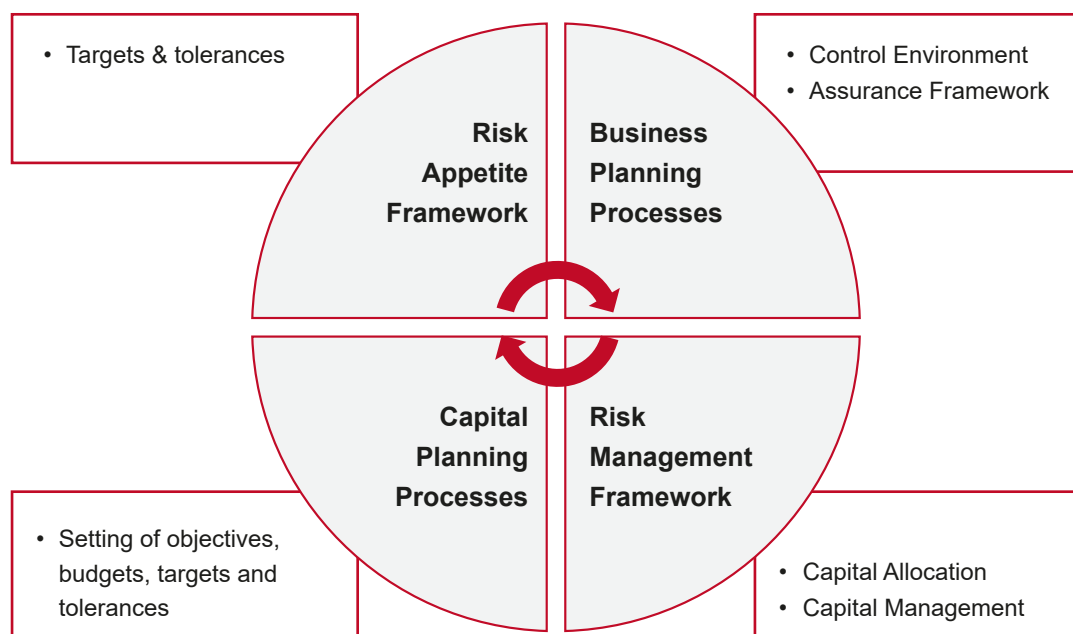 • Targets & tolerances
• Control Environment
• Assurance Framework
Risk
Appetite
Framework
Business
Planning
Processes
Capital
Planning
Processes
Risk
Management
Framework
• Setting of objectives,
budgets, targets and
tolerances
• Capital Allocation
• Capital Management